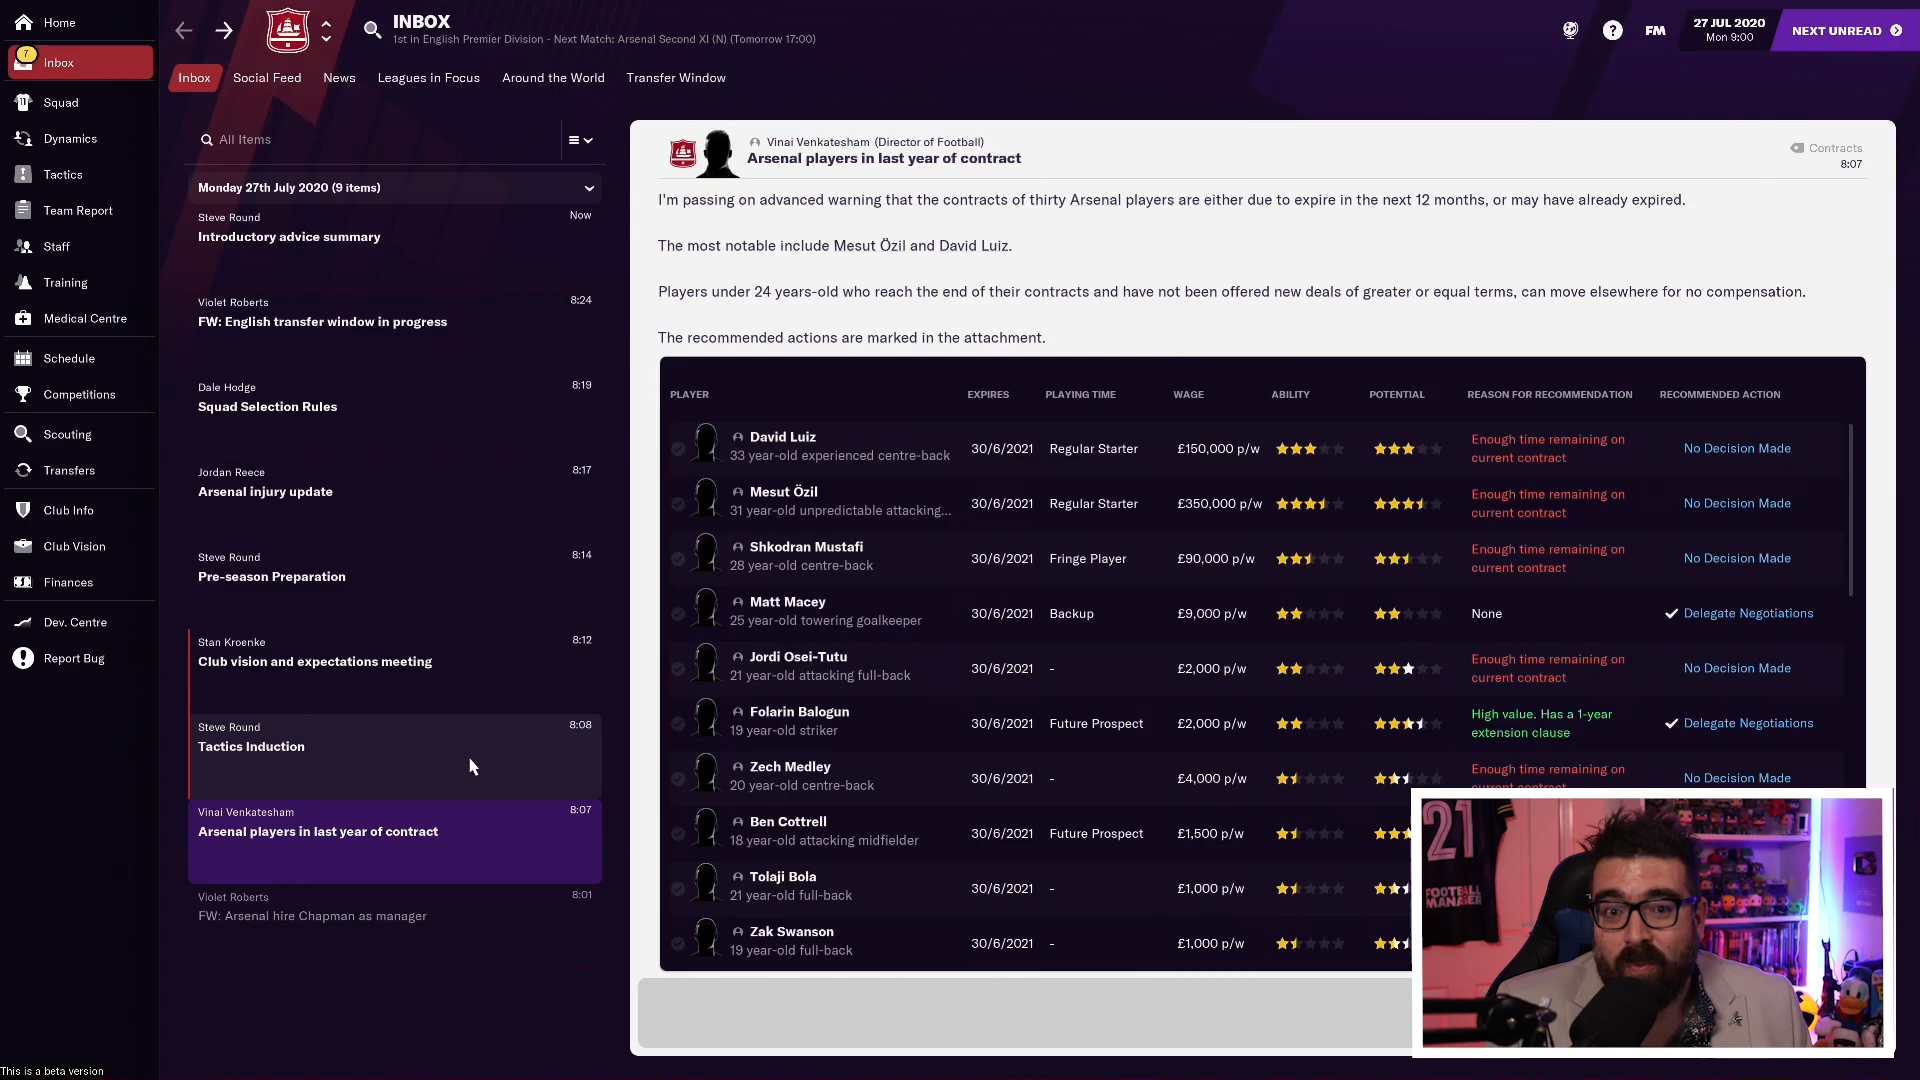 Home
7
Inbox
Squad
Dynamics
Tactics
Team Report
Staff
Training
Medical Centre
Schedule
Competitions
Scouting
Transfers
Club Info
Club Vision
Finances
Dev. Centre
Report Bug
This is a beta version
INBOX
1st in English Premier Division - Next Match: Arsenal Second XI (N) (Tomorrow 17:00)
FM
27 JUL 2020
Mon 9:00
NEXT UNREAD
Inbox
Social Feed
News
Leagues in Focus
Around the World
Transfer Window
All Items
Monday 27th July 2020 (9 items)
Steve Round Now
Introductory advice summary
Violet Roberts 8:24
FW: English transfer window in progress
Dale Hodge 8:19
Squad Selection Rules
Jordan Reece 8:17
Arsenal injury update
Steve Round 8:14
Pre-season Preparation
Stan Kroenke 8:12
Club vision and expectations meeting
Steve Round 8:08
Tactics Induction
Vinai Venkatesham 8:07
Arsenal players in last year of contract
Violet Roberts 8:01
FW: Arsenal hire Chapman as manager
Vinai Venkatesham (Director of Football)
Arsenal players in last year of contract
Contracts
8:07
I'm passing on advanced warning that the contracts of thirty Arsenal players are either due to expire in the next 12 months, or may have already expired.
The most notable include Mesut Özil and David Luiz.
Players under 24 years-old who reach the end of their contracts and have not been offered new deals of greater or equal terms, can move elsewhere for no compensation.
The recommended actions are marked in the attachment.
PLAYER EXPIRES PLAYING TIME WAGE ABILITY POTENTIAL REASON FOR RECOMMENDATION RECOMMENDED ACTION
David Luiz
33 year-old experienced centre-back
30/6/2021 Regular Starter £150,000 p/w
Enough time remaining on
current contract
No Decision Made
Mesut Özil
31 year-old unpredictable attacking...
30/6/2021 Regular Starter £350,000 p/w
Enough time remaining on
current contract
No Decision Made
Shkodran Mustafi
28 year-old centre-back
30/6/2021 Fringe Player £90,000 p/w
Enough time remaining on
current contract
No Decision Made
Matt Macey
25 year-old towering goalkeeper
30/6/2021 Backup £9,000 p/w
None
Delegate Negotiations
Jordi Osei-Tutu
21 year-old attacking full-back
30/6/2021 - £2,000 p/w
Enough time remaining on
current contract
No Decision Made
Folarin Balogun
19 year-old striker
30/6/2021 Future Prospect £2,000 p/w
High value. Has a 1-year
extension clause
Delegate Negotiations
Zech Medley
20 year-old centre-back
30/6/2021 - £4,000 p/w
Enough time remaining on
current contract
No Decision Made
Ben Cottrell
18 year-old attacking midfielder
30/6/2021 Future Prospect £1,500 p/w
Tolaji Bola
21 year-old full-back
30/6/2021 - £1,000 p/w
Zak Swanson
19 year-old full-back
30/6/2021 - £1,000 p/w
21
FOOTBALL
MANAGER